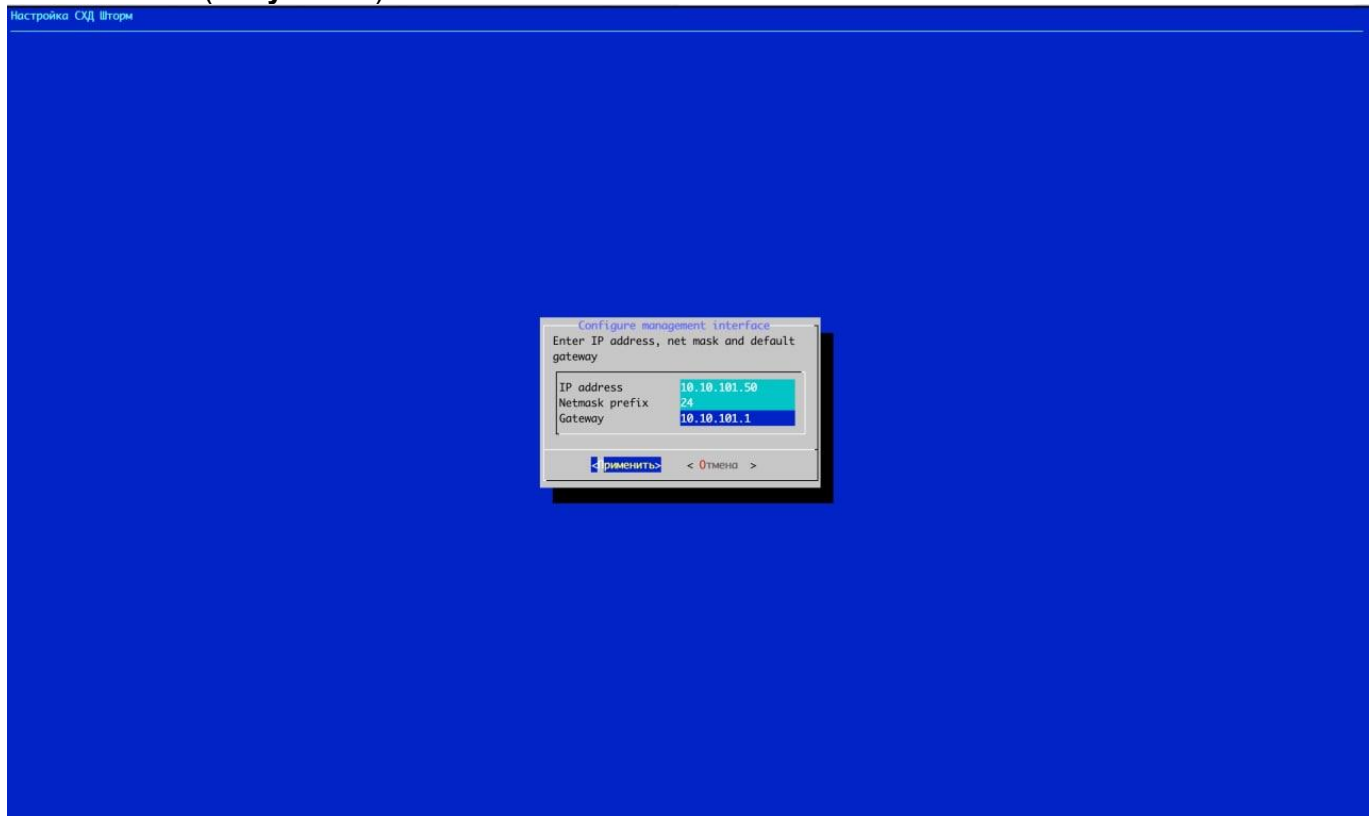 Настройка СХД Шторм
Configure management interface
Enter IP address, net mask and default
gateway
IP address 10.10.101.50
Netmask prefix 24
Gateway 10.10.101.1
<Применить> < Отмена >